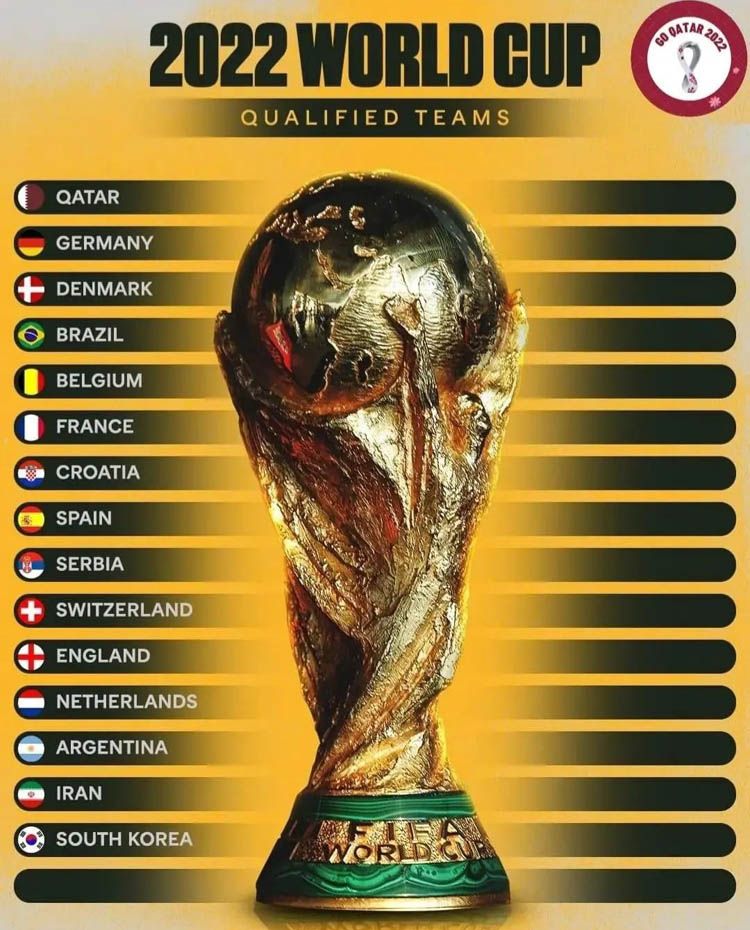 2022 WORLD CUP
GO QATAR 2022
QUALIFIED TEAMS
QATAR
GERMANY
DENMARK
BRAZIL
BELGIUM
FRANCE
CROATIA
SPAIN
SERBIA
SWITZERLAND
ENGLAND
NETHERLANDS
ARGENTINA
IRAN
SOUTH KOREA
FIFA
WORLD CUP